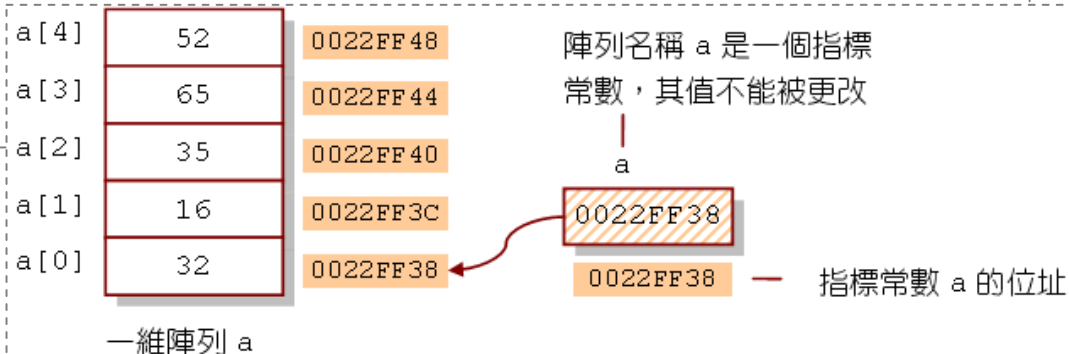 a[4] 52 0022FF48
a[3] 65 0022FF44
a[2] 35 0022FF40
a[1] 16 0022FF3C
a[0] 32 0022FF38
一維陣列 a
陣列名稱 a 是一個指標
常數，其值不能被更改
a
0022FF38
0022FF38 指標常數 a 的位址